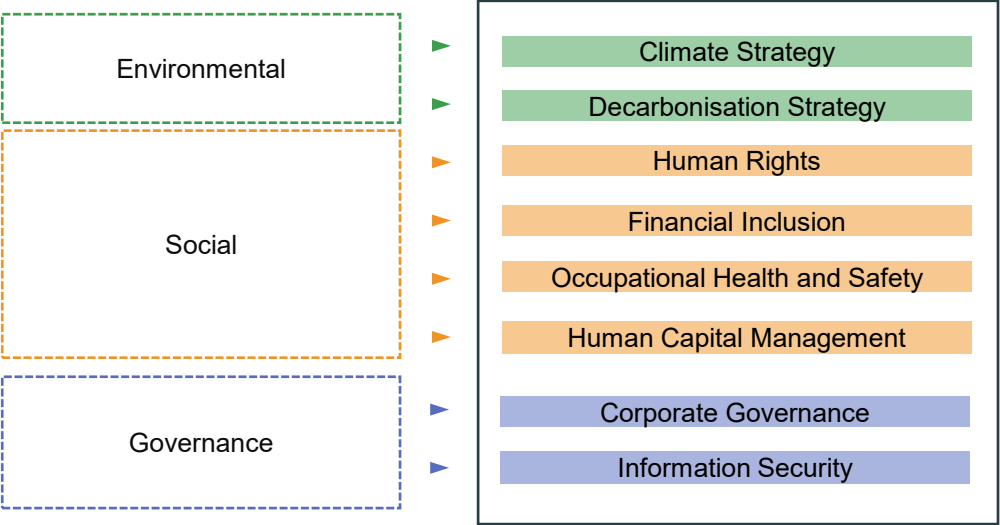 Environmental
Climate Strategy
Decarbonisation Strategy
Social
Human Rights
Financial Inclusion
Occupational Health and Safety
Human Capital Management
Governance
Corporate Governance
Information Security